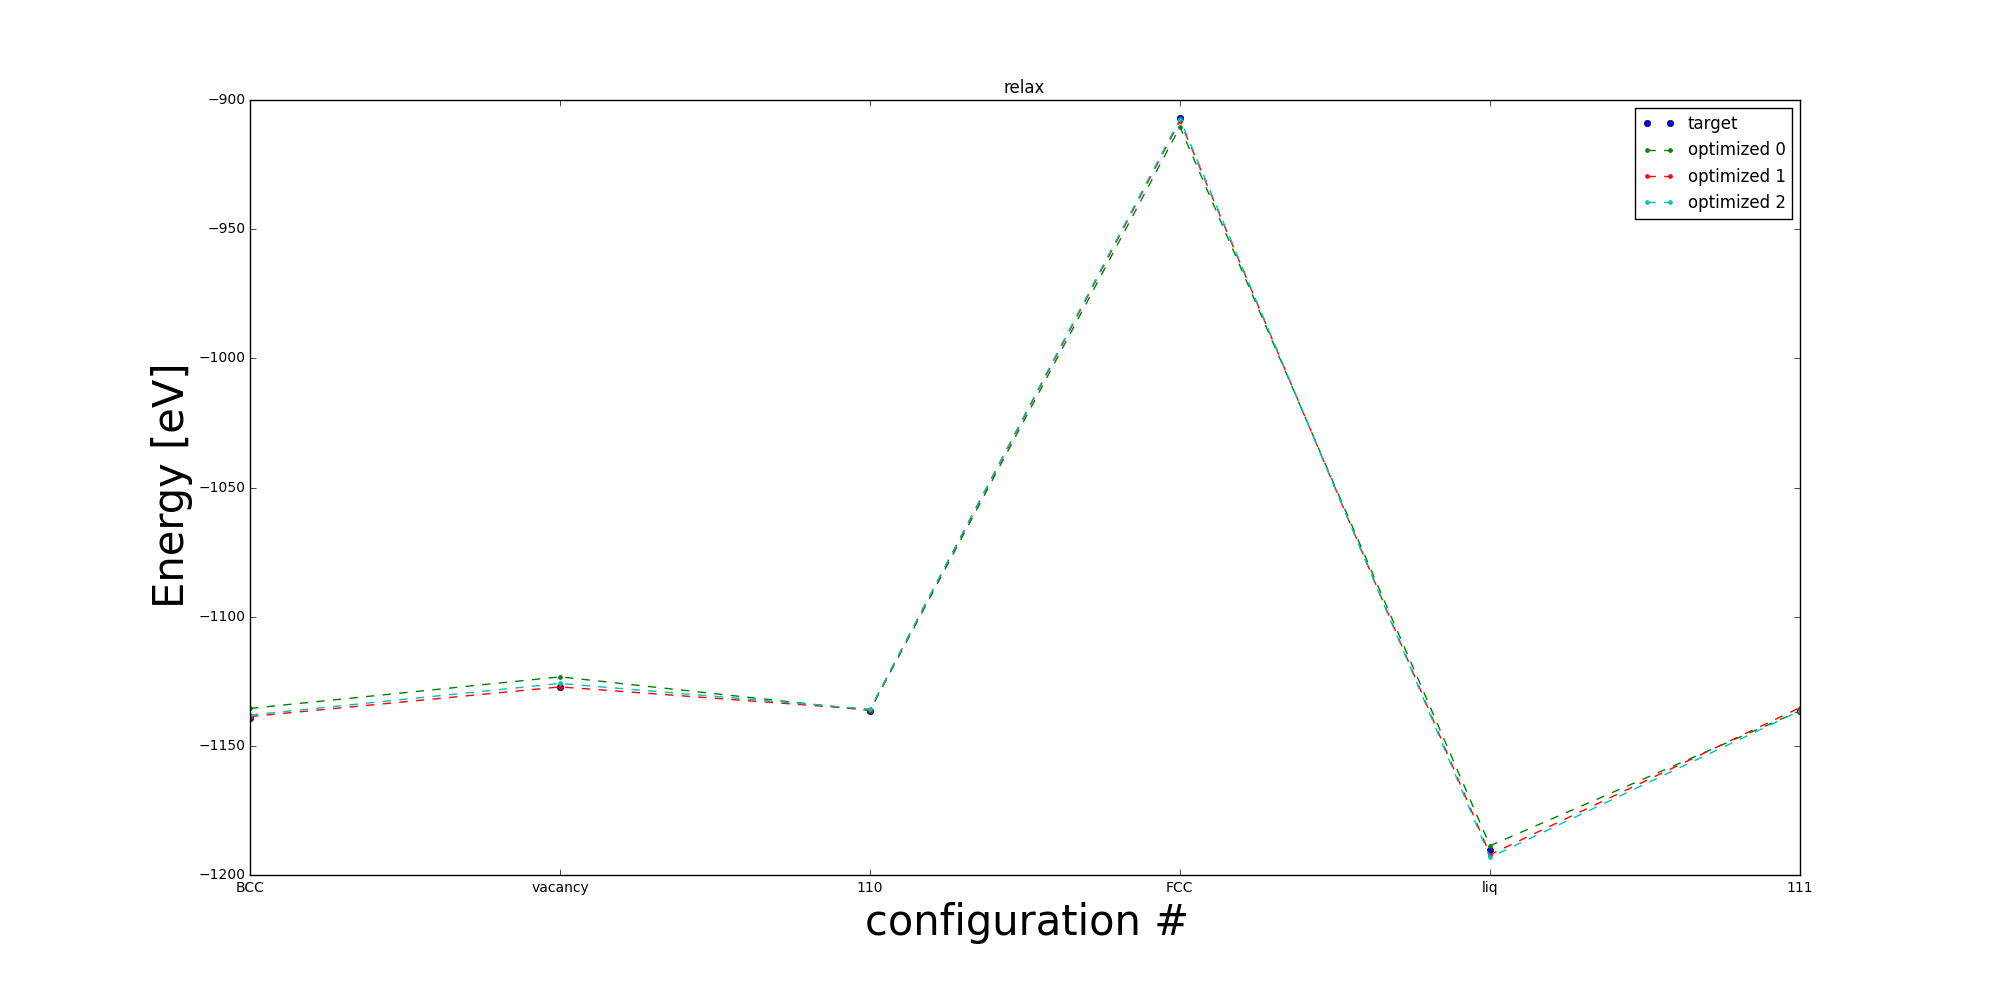 relax
−900
−950
−1000
−1050
−1100
−1150
−1200
Energy [eV]
target
optimized 0
optimized 1
optimized 2
BCC vacancy 110 FCC liq 111
configuration #